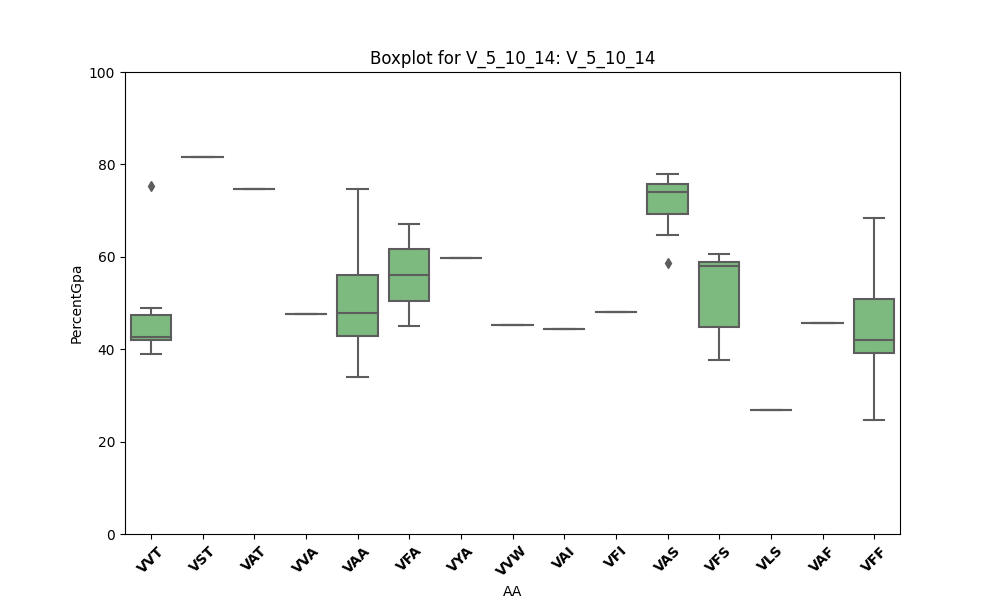 Boxplot for V_5_10_14: V_5_10_14
100
80
60
40
20
0
PercentGpa
VVT VST VAT VVA VAA VFA VYA VVW VAI VFI VAS VFS VLS VAF VFF
AA